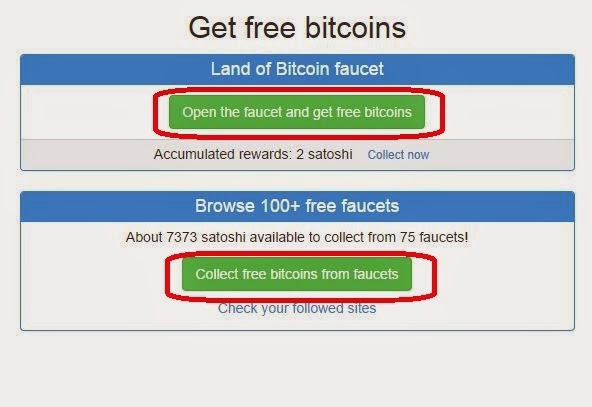 Get free bitcoins
Land of Bitcoin faucet
Open the faucet and get free bitcoins
Accumulated rewards: 2 satoshi Collect now
Browse 100+ free faucets
About 7373 satoshi available to collect from 75 faucets!
Collect free bitcoins from faucets
Check your followed sites